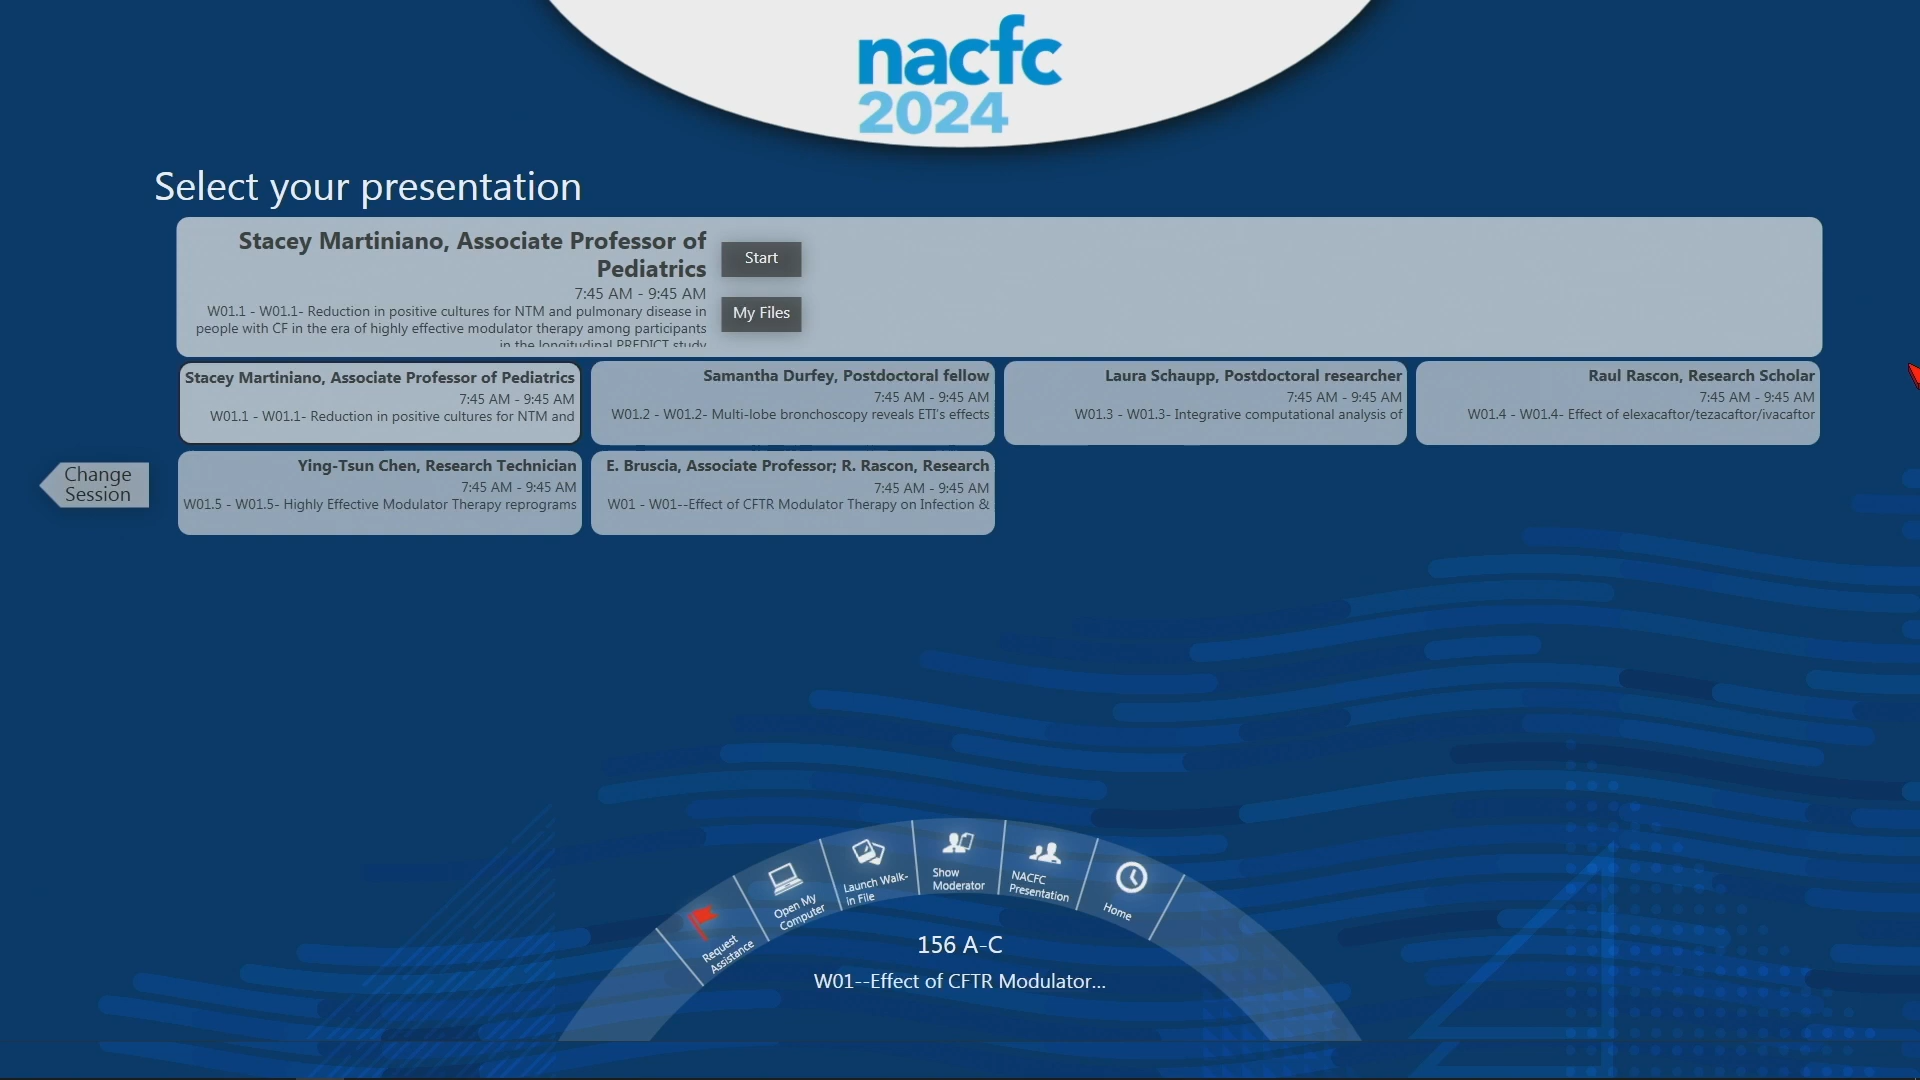 nacfc
2024
Select your presentation
Stacey Martiniano, Associate Professor of
Pediatrics
7:45 AM - 9:45 AM
W01.1 - W01.1- Reduction in positive cultures for NTM and pulmonary disease in
people with CF in the era of highly effective modulator therapy among participants
in the longitudinal PREDICT study
Start
My Files
Stacey Martiniano, Associate Professor of Pediatrics
7:45 AM - 9:45 AM
W01.1 - W01.1- Reduction in positive cultures for NTM and
Samantha Durfey, Postdoctoral fellow
7:45 AM - 9:45 AM
W01.2 - W01.2- Multi-lobe bronchoscopy reveals ETI's effects
Laura Schaupp, Postdoctoral researcher
7:45 AM - 9:45 AM
W01.3 - W01.3- Integrative computational analysis of
Raul Rascon, Research Scholar
7:45 AM - 9:45 AM
W01.4 - W01.4- Effect of elexacaftor/tezacaftor/ivacaftor
Change
Session
Ying-Tsun Chen, Research Technician
7:45 AM - 9:45 AM
W01.5 - W01.5- Highly Effective Modulator Therapy reprograms
E. Bruscia, Associate Professor; R. Rascon, Research
7:45 AM - 9:45 AM
W01 - W01--Effect of CFTR Modulator Therapy on Infection &
Request
Assistance
Open My
Computer
Launch Walk-
in File
Show
Moderator
NACFC
Presentation
Home
156 A-C
W01--Effect of CFTR Modulator...